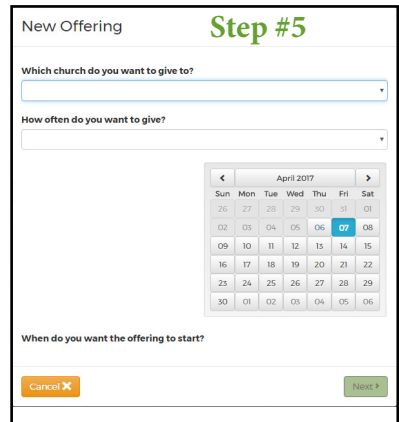 New Offering Step #5
Which church do you want to give to?
How often do you want to give?
April 2017
Sun Mon Tue Wed Thu Fri Sat
26 27 28 29 30 31 01
02 03 04 05 06 07 08
09 10 11 12 13 14 15
16 17 18 19 20 21 22
23 24 25 26 27 28 29
30 01 02 03 04 05 06
When do you want the offering to start?
Cancel Next